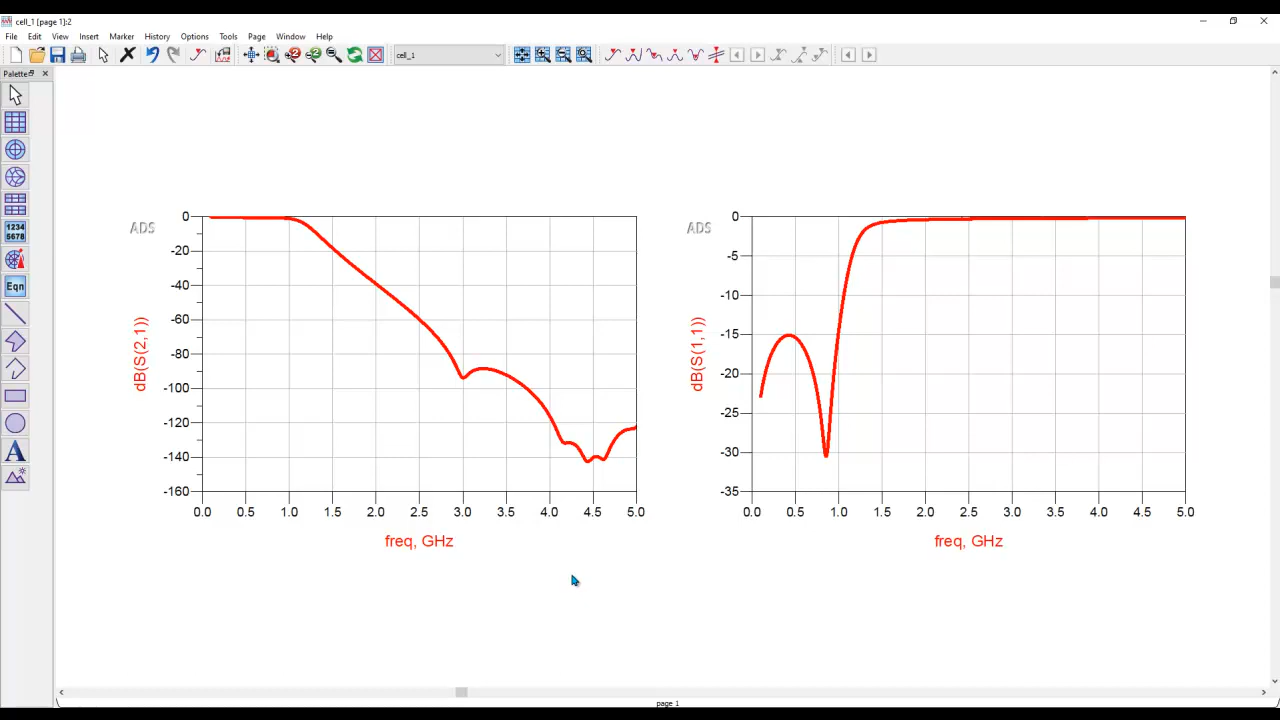 cell_1 [page 1]:2
File Edit View Insert Marker History Options Tools Page Window Help
cell_1
Palette
1234
5678
Eqn
A
ADS
0
-20
-40
-60
-80
-100
-120
-140
-160
dB(S(2,1))
0.0 0.5 1.0 1.5 2.0 2.5 3.0 3.5 4.0 4.5 5.0
freq, GHz
ADS
0
-5
-10
-15
-20
-25
-30
-35
dB(S(1,1))
0.0 0.5 1.0 1.5 2.0 2.5 3.0 3.5 4.0 4.5 5.0
freq, GHz
page 1